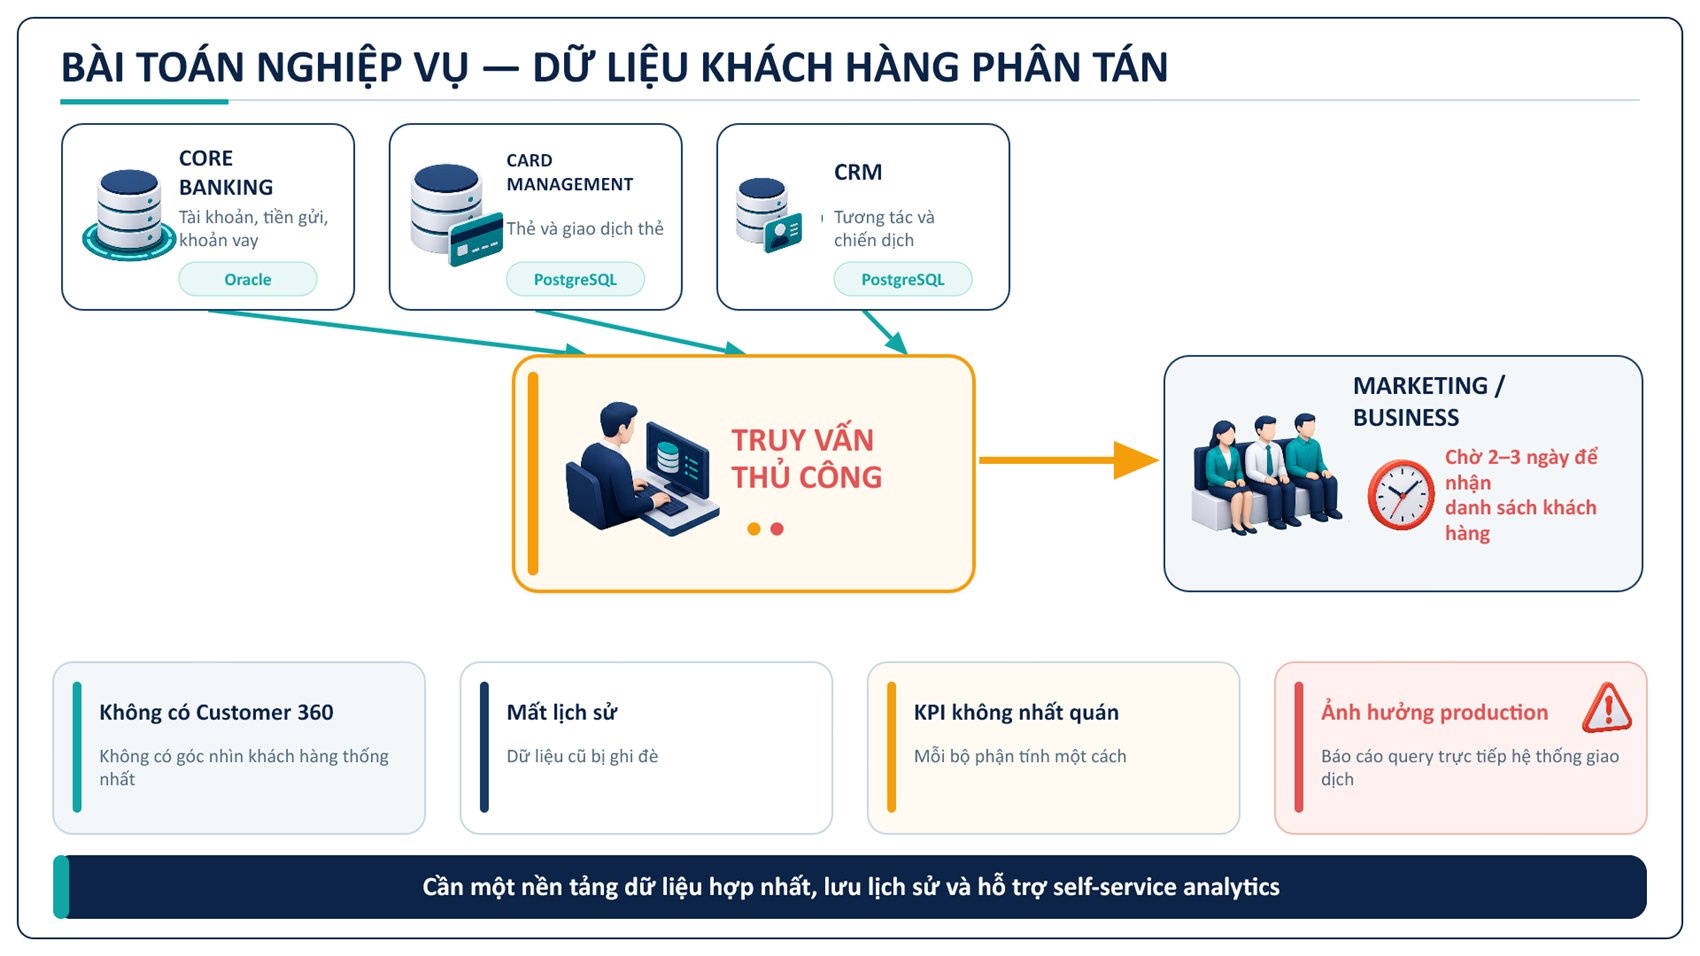 BÀI TOÁN NGHIỆP VỤ — DỮ LIỆU KHÁCH HÀNG PHÂN TÁN
CORE
BANKING
Tài khoản, tiền gửi,
khoản vay
Oracle
CARD
MANAGEMENT
Thẻ và giao dịch thẻ
PostgreSQL
CRM
Tương tác và
chiến dịch
PostgreSQL
TRUY VẤN
THỦ CÔNG
MARKETING /
BUSINESS
Chờ 2–3 ngày để
nhận
danh sách khách
hàng
Không có Customer 360
Không có góc nhìn khách hàng thống
nhất
Mất lịch sử
Dữ liệu cũ bị ghi đè
KPI không nhất quán
Mỗi bộ phận tính một cách
Ảnh hưởng production
Báo cáo query trực tiếp hệ thống giao
dịch
Cần một nền tảng dữ liệu hợp nhất, lưu lịch sử và hỗ trợ self-service analytics